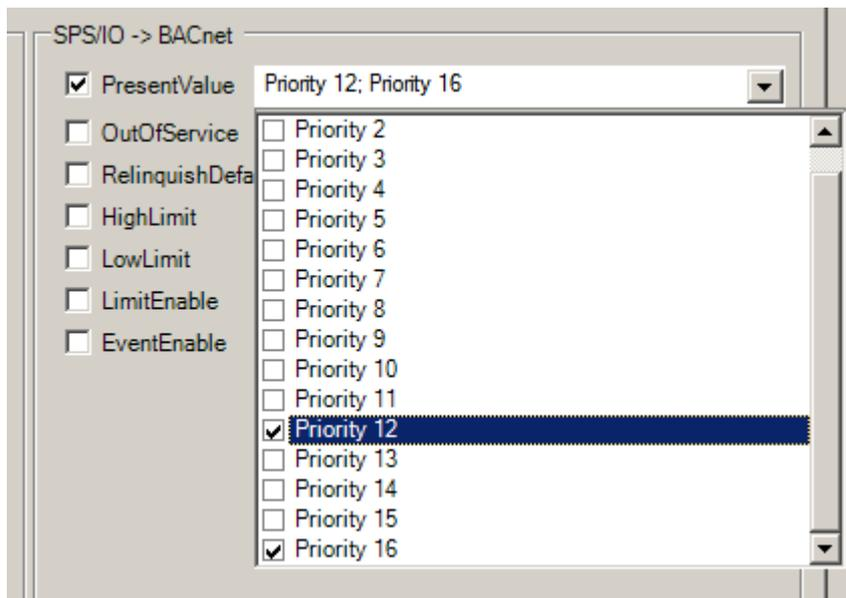 SPS/IO -> BACnet
PresentValue Priority 12; Priority 16
OutOfService
RelinquishDefa
HighLimit
LowLimit
LimitEnable
EventEnable
Priority 2
Priority 3
Priority 4
Priority 5
Priority 6
Priority 7
Priority 8
Priority 9
Priority 10
Priority 11
Priority 12
Priority 13
Priority 14
Priority 15
Priority 16